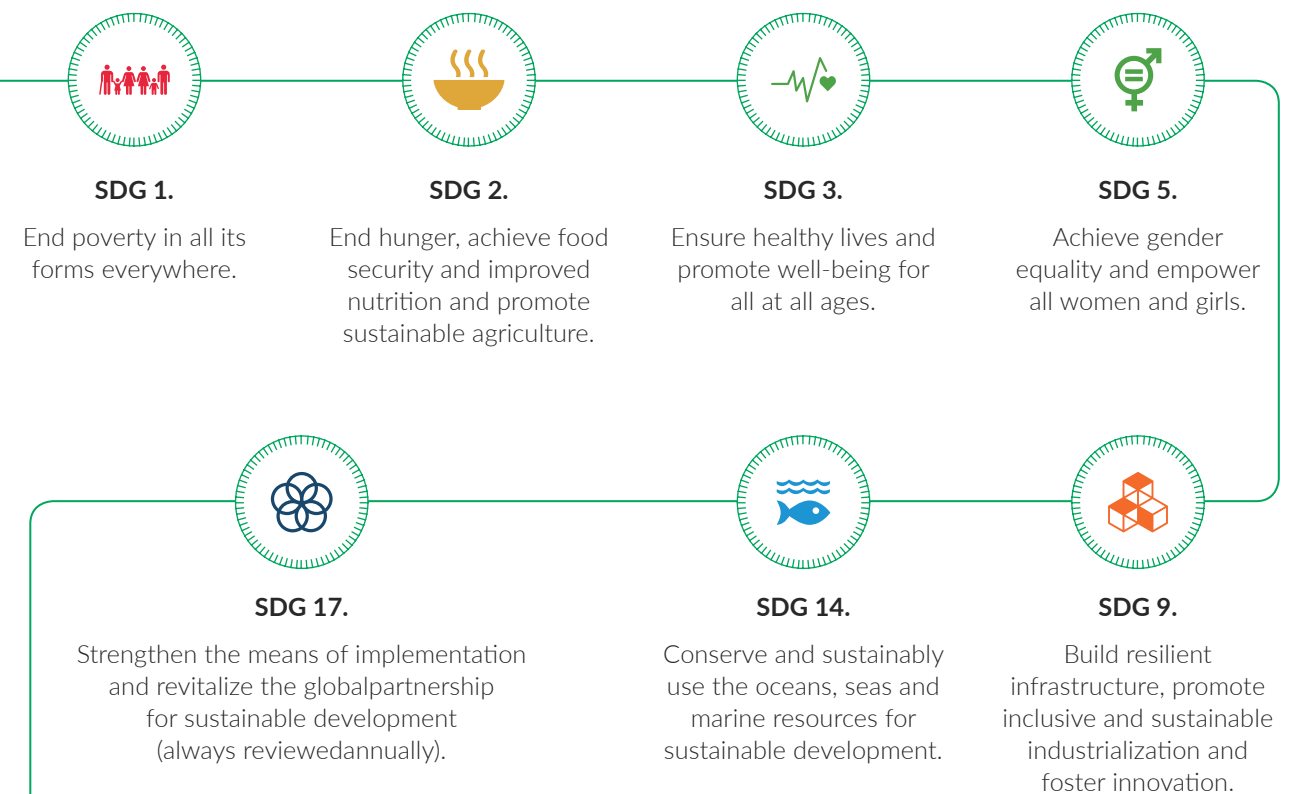 SDG 1.
End poverty in all its
forms everywhere.
SDG 2.
End hunger, achieve food
security and improved
nutrition and promote
sustainable agriculture.
SDG 3.
Ensure healthy lives and
promote well-being for
all at all ages.
SDG 5.
Achieve gender
equality and empower
all women and girls.
SDG 17.
Strengthen the means of implementation
and revitalize the globalpartnership
for sustainable development
(always reviewedannually).
SDG 14.
Conserve and sustainably
use the oceans, seas and
marine resources for
sustainable development.
SDG 9.
Build resilient
infrastructure, promote
inclusive and sustainable
industrialization and
foster innovation.